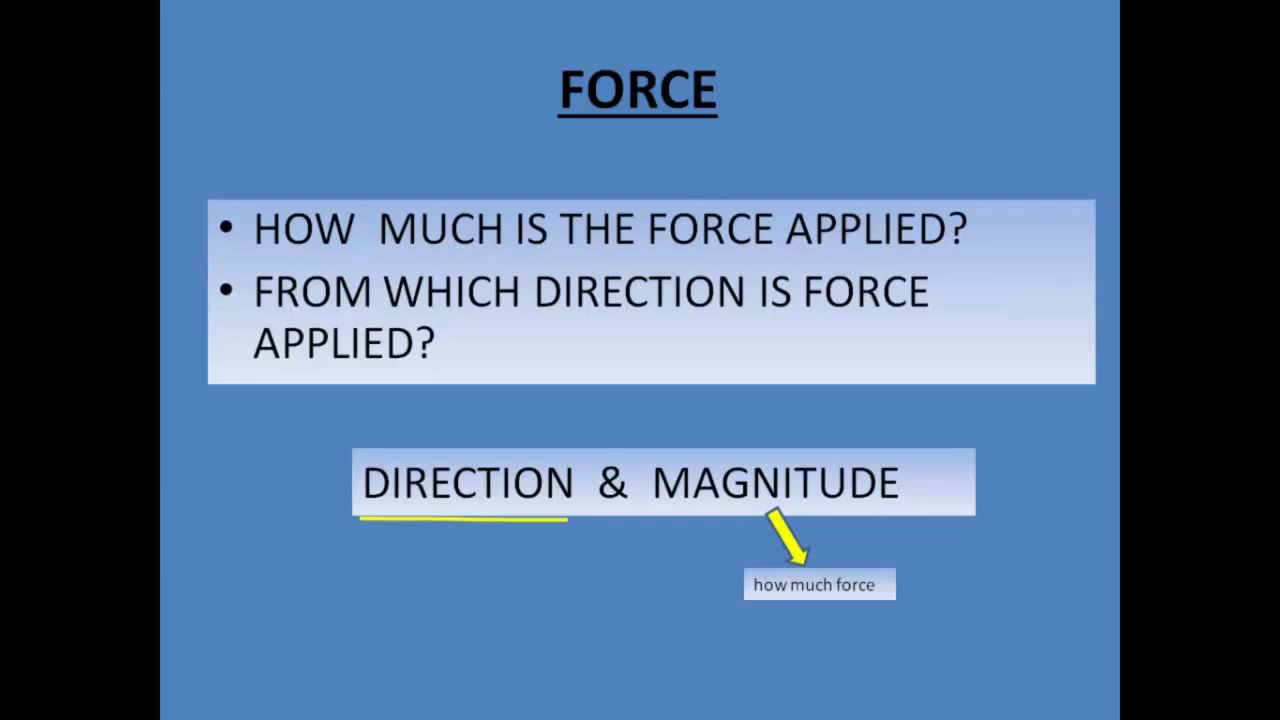 FORCE
• HOW MUCH IS THE FORCE APPLIED?
• FROM WHICH DIRECTION IS FORCE
APPLIED?
DIRECTION & MAGNITUDE
how much force